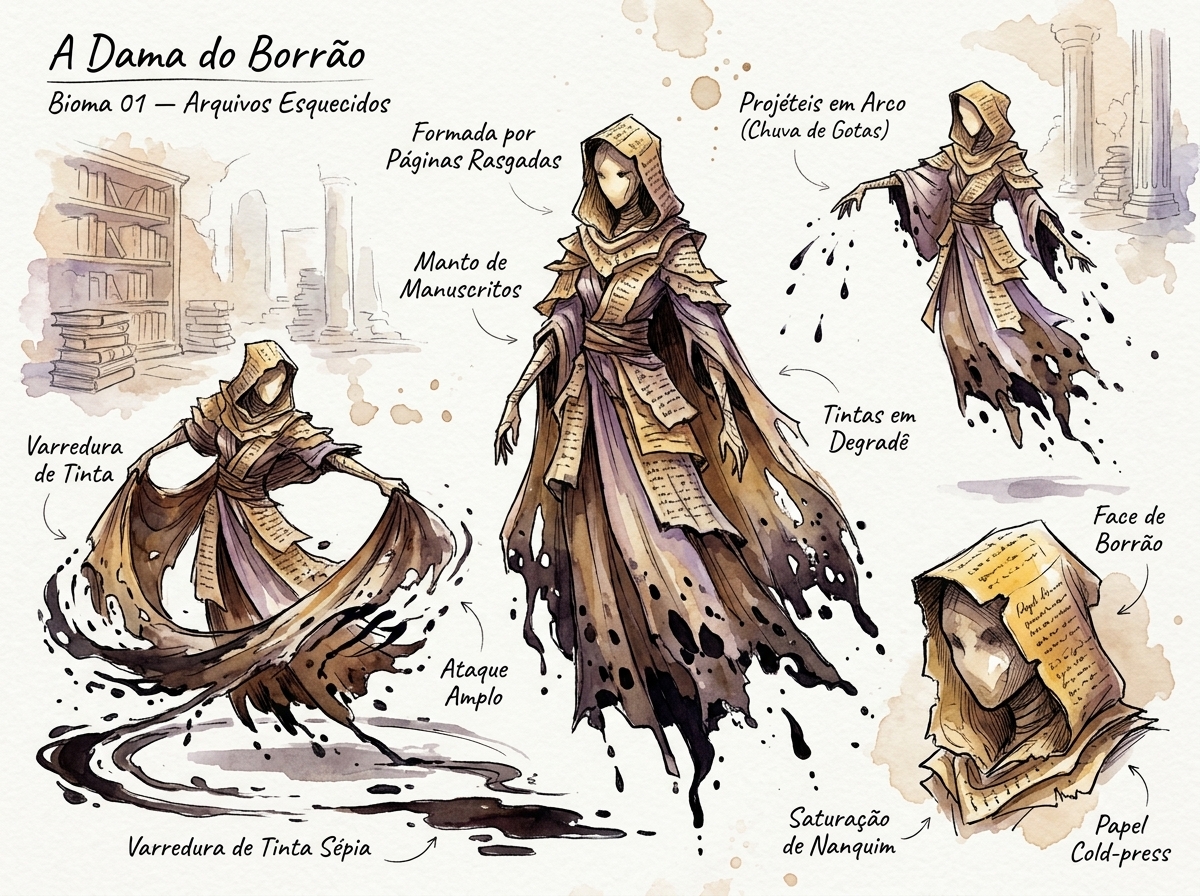 A Dama do Borrão
Bioma 01 — Arquivos Esquecidos
Formada por
Páginas Rasgadas
Projéteis em Arco
(Chuva de Gotas)
Manto de
Manuscritos
Tintas em
Degradê
Varredura
de Tinta
Face de
Borrão
Ataque
Amplo
Saturação
de Nanquim
Papel
Cold-press
Varredura de Tinta Sépia